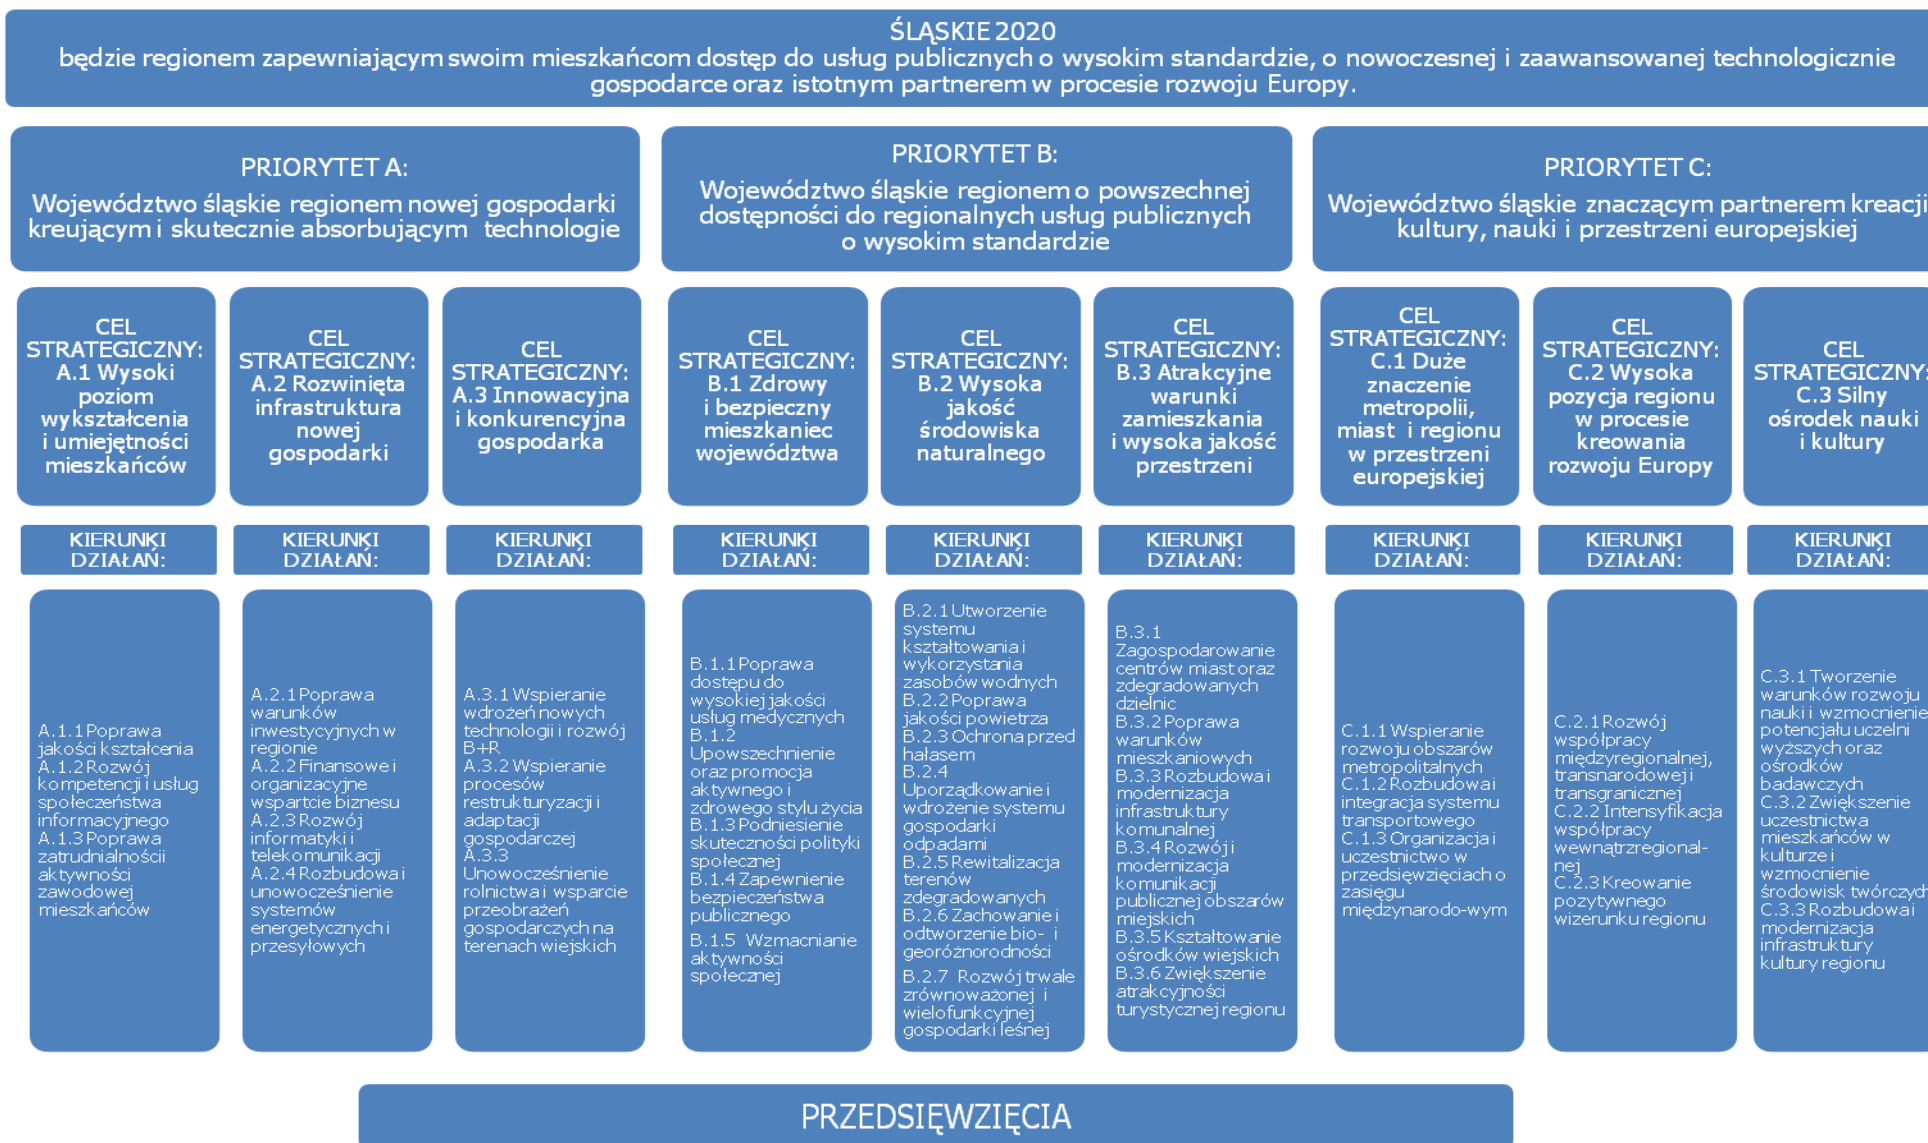 ŚLĄSKIE 2020
będzie regionem zapewniającym swoim mieszkańcom dostęp do usług publicznych o wysokim standardzie, o nowoczesnej i zaawansowanej technologicznie
gospodarce oraz istotnym partnerem w procesie rozwoju Europy.
PRIORYTET A:
Województwo śląskie regionem nowej gospodarki
kreującym i skutecznie absorbującym technologie
PRIORYTET B:
Województwo śląskie regionem o powszechnej
dostępności do regionalnych usług publicznych
o wysokim standardzie
PRIORYTET C:
Województwo śląskie znaczącym partnerem kreacji
kultury, nauki i przestrzeni europejskiej
CEL
STRATEGICZNY:
A.1 Wysoki
poziom
wykształcenia
i umiejętności
mieszkańców
CEL
STRATEGICZNY:
A.2 Rozwinięta
infrastruktura
nowej
gospodarki
CEL
STRATEGICZNY:
A.3 Innowacyjna
i konkurencyjna
gospodarka
CEL
STRATEGICZNY:
B.1 Zdrowy
i bezpieczny
mieszkaniec
województwa
CEL
STRATEGICZNY:
B.2 Wysoka
jakość
środowiska
naturalnego
CEL
STRATEGICZNY:
B.3 Atrakcyjne
warunki
zamieszkania
i wysoka jakość
przestrzeni
CEL
STRATEGICZNY:
C.1 Duże
znaczenie
metropolii,
miast i regionu
w przestrzeni
europejskiej
CEL
STRATEGICZNY:
C.2 Wysoka
pozycja regionu
w procesie
kreowania
rozwoju Europy
CEL
STRATEGICZNY:
C.3 Silny
ośrodek nauki
i kultury
KIERUNKI
DZIAŁAŃ:
KIERUNKI
DZIAŁAŃ:
KIERUNKI
DZIAŁAŃ:
KIERUNKI
DZIAŁAŃ:
KIERUNKI
DZIAŁAŃ:
KIERUNKI
DZIAŁAŃ:
KIERUNKI
DZIAŁAŃ:
KIERUNKI
DZIAŁAŃ:
KIERUNKI
DZIAŁAŃ:
A.1.1 Poprawa
jakości kształcenia
A.1.2 Rozwój
kompetencji i usług
społeczeństwa
informacyjnego
A.1.3 Poprawa
zatrudnialności i
aktywności
zawodowej
mieszkańców
A.2.1 Poprawa
warunków
inwestycyjnych w
regionie
A.2.2 Finansowe i
organizacyjne
wspartcie biznesu
A.2.3 Rozwój
informatyki i
telekomunikacji
A.2.4 Rozbudowa i
unowocześnienie
systemów
energetycznych i
przesyłowych
A.3.1 Wspieranie
wdrożeń nowych
technologii i rozwój
B+R
A.3.2 Wspieranie
procesów
restrukturyzacji i
adaptacji
gospodarczej
A.3.3
Unowocześnienie
rolnictwa i wsparcie
przeobrażeń
gospodarczych na
terenach wiejskich
B.1.1 Poprawa
dostępu do
wysokiej jakości
usług medycznych
B.1.2
Upowszechnienie
oraz promocja
aktywnego i
zdrowego stylu życia
B.1.3 Podniesienie
skuteczności polityki
społecznej
B.1.4 Zapewnienie
bezpieczeństwa
publicznego
B.1.5 Wzmacnianie
aktywności
społecznej
B.2.1 Utworzenie
systemu
kształtowania i
wykorzystania
zasobów wodnych
B.2.2 Poprawa
jakości powietrza
B.2.3 Ochrona przed
hałasem
B.2.4
Uporządkowanie i
wdrożenie systemu
gospodarki
odpadami
B.2.5 Rewitalizacja
terenów
zdegradowanych
B.2.6 Zachowanie i
odtworzenie bio- i
georóżnorodności
B.2.7 Rozwój trwale
zrównoważonej i
wielofunkcyjnej
gospodarki leśnej
B.3.1
Zagospodarowanie
centrów miast oraz
zdegradowanych
dzielnic
B.3.2 Poprawa
warunków
mieszkaniowych
B.3.3 Rozbudowa i
modernizacja
infrastruktury
komunalnej
B.3.4 Rozwój i
modernizacja
komunikacji
publicznej obszarów
miejskich
B.3.5 Kształtowanie
ośrodków wiejskich
B.3.6 Zwiększenie
atrakcyjności
turystycznej regionu
C.1.1 Wspieranie
rozwoju obszarów
metropolitalnych
C.1.2 Rozbudowa i
integracja systemu
transportowego
C.1.3 Organizacja i
uczestnictwo w
przedsięwzięciach o
zasięgu
międzynarodo-wym
C.2.1 Rozwój
współpracy
międzyregionalnej,
transnarodowej i
transgranicznej
C.2.2 Intensyfikacja
współpracy
wewnątrzregional-
nej
C.2.3 Kreowanie
pozytywnego
wizerunku regionu
C.3.1 Tworzenie
warunków rozwoju
nauki i wzmocnienie
potencjału uczelni
wyższych oraz
ośrodków
badawczych
C.3.2 Zwiększenie
uczestnictwa
mieszkańców w
kulturze i
wzmocnienie
środowisk twórczych
C.3.3 Rozbudowa i
modernizacja
infrastruktury
kultury regionu
PRZEDSIĘWZIĘCIA